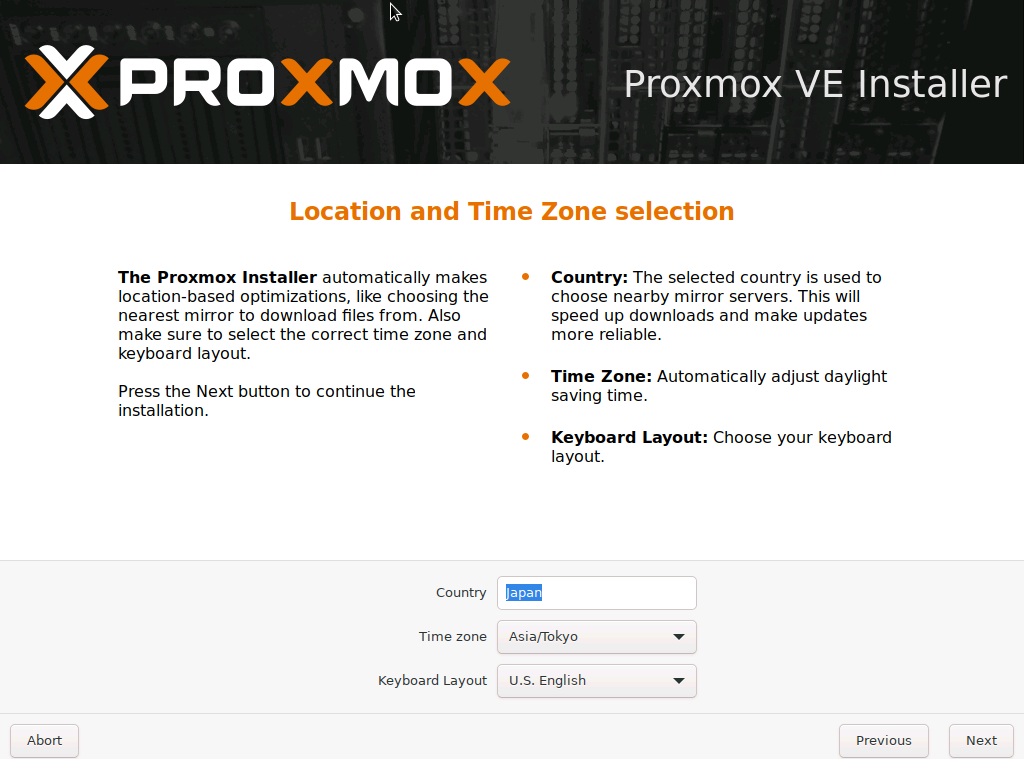 PROXMOX
Proxmox VE Installer
Location and Time Zone selection
The Proxmox Installer automatically makes
location-based optimizations, like choosing the
nearest mirror to download files from. Also
make sure to select the correct time zone and
keyboard layout.
Press the Next button to continue the
installation.
Country: The selected country is used to
choose nearby mirror servers. This will
speed up downloads and make updates
more reliable.
Time Zone: Automatically adjust daylight
saving time.
Keyboard Layout: Choose your keyboard
layout.
Country Japan
Time zone Asia/Tokyo
Keyboard Layout U.S. English
Abort Previous Next